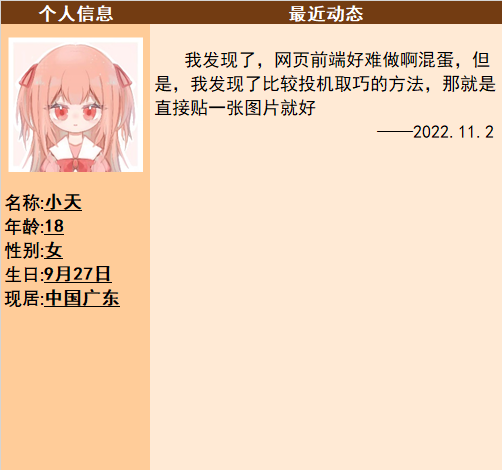 个人信息
最近动态
我发现了，网页前端好难做啊混蛋，但
是，我发现了比较投机取巧的方法，那就是
直接贴一张图片就好
——2022.11.2
名称:小天
年龄:18
性别:女
生日:9月27日
现居:中国广东